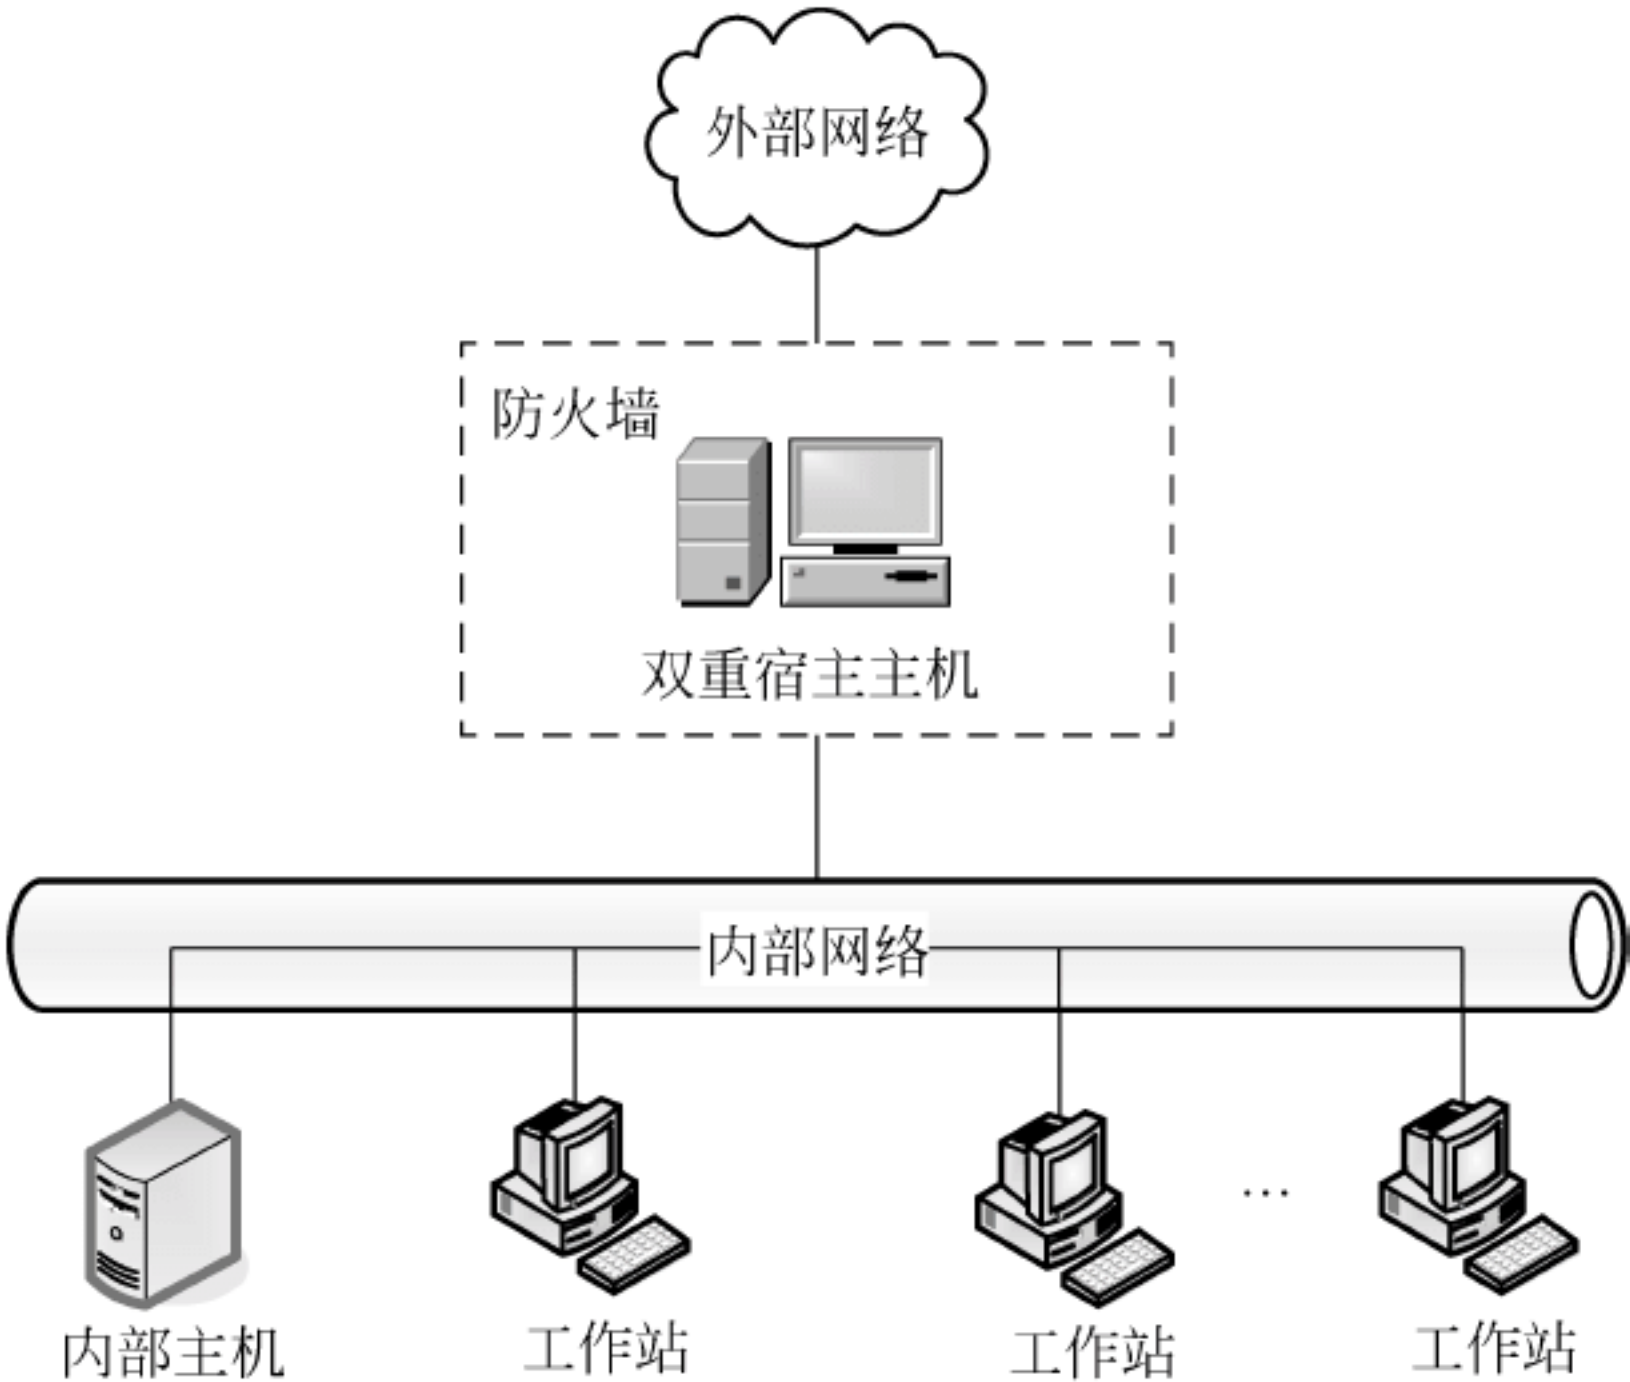 外部网络
防火墙
双重宿主主机
内部网络
…
内部主机
工作站
工作站
工作站